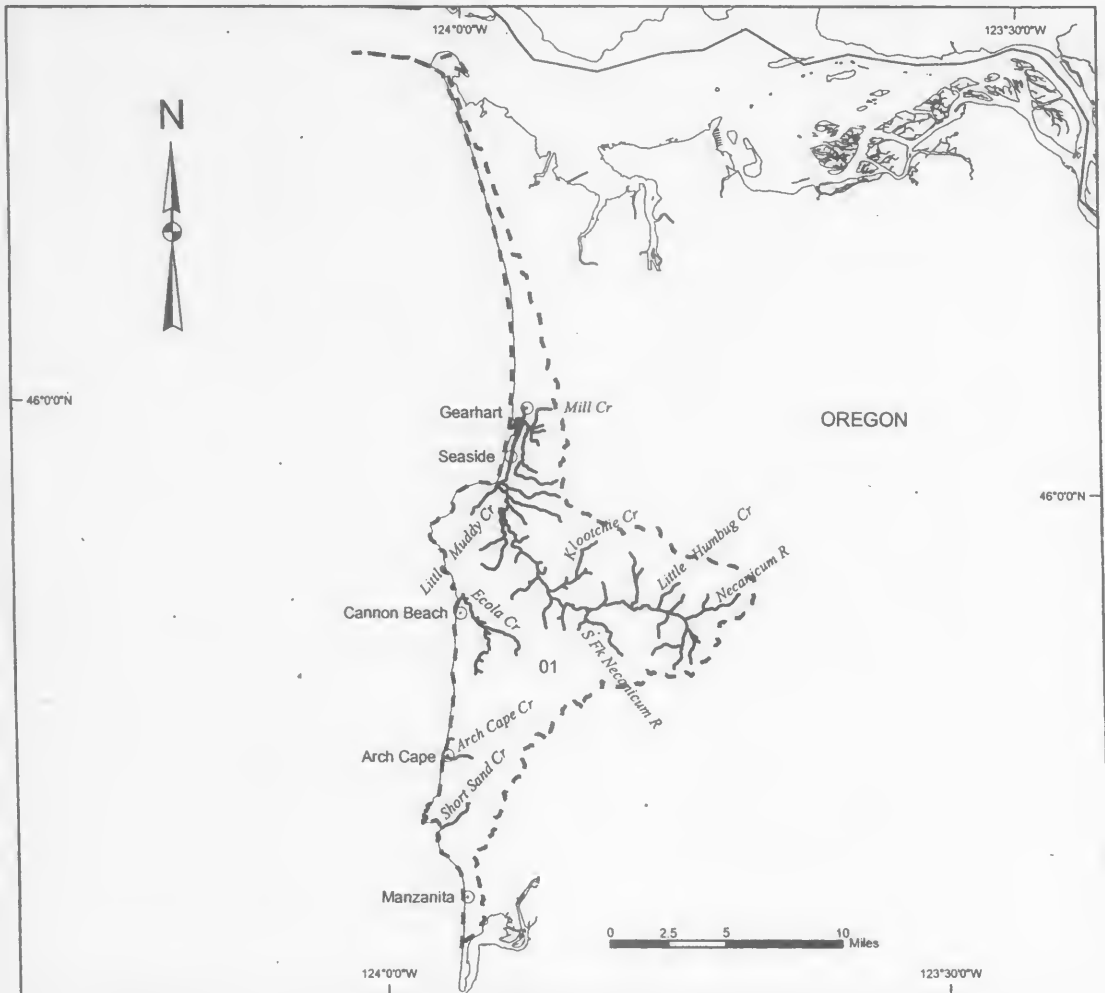 124°0'0"W
123°30'0"W
N
46°0'0"N
Gearhart
Mill Cr
OREGON
Seaside
46°0'0"N
Little Muddy Cr
Klootchie Cr
Little Humbug Cr
Necanicum R
Ecola Cr
Cannon Beach
S Fk Necanicum R
01
Arch Cape Cr
Arch Cape
Short Sand Cr
Manzanita
0 2.5 5 10
Miles
124°0'0"W
123°30'0"W